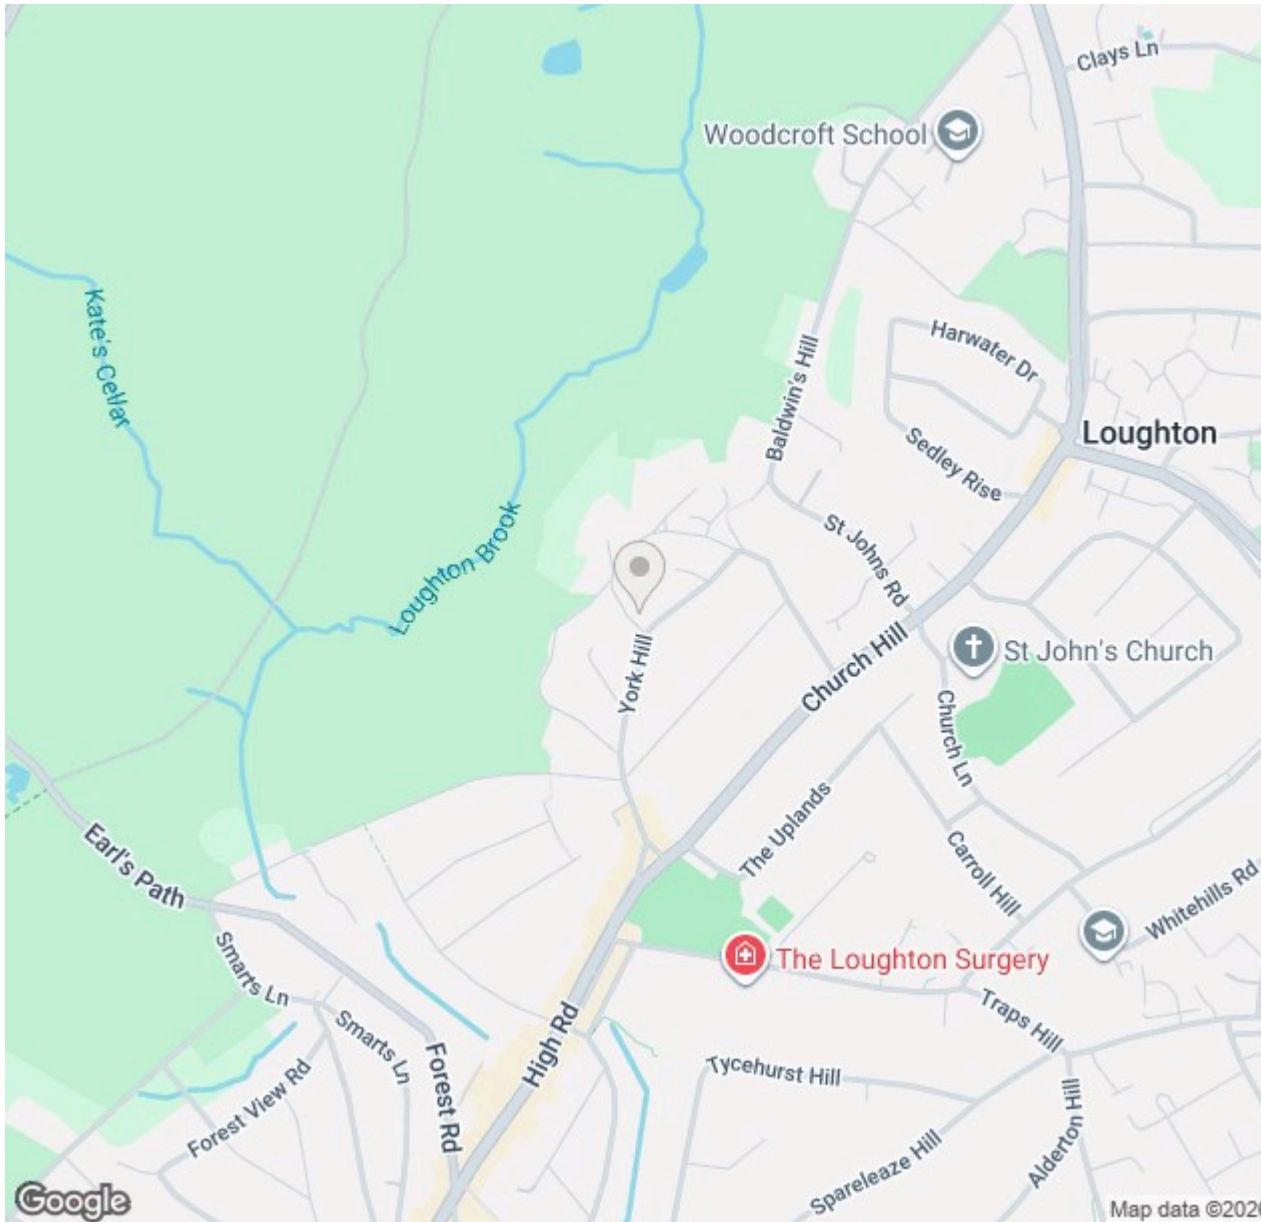 Clays Ln
Woodcroft School
Kate's Cellar
Harwater Dr
Baldwin's Hill
Loughton
Sedley Rise
Loughton Brook
St Johns Rd
York Hill
Church Hill
St John's Church
Church Ln
The Uplands
Earl's Path
Carroll Hill
Whitehills Rd
Smarts Ln
The Loughton Surgery
Traps Hill
Smarts Ln
High Rd
Forest Rd
Tycehurst Hill
Forest View Rd
Alderton Hill
Spareleaze Hill
Google
Map data ©2026